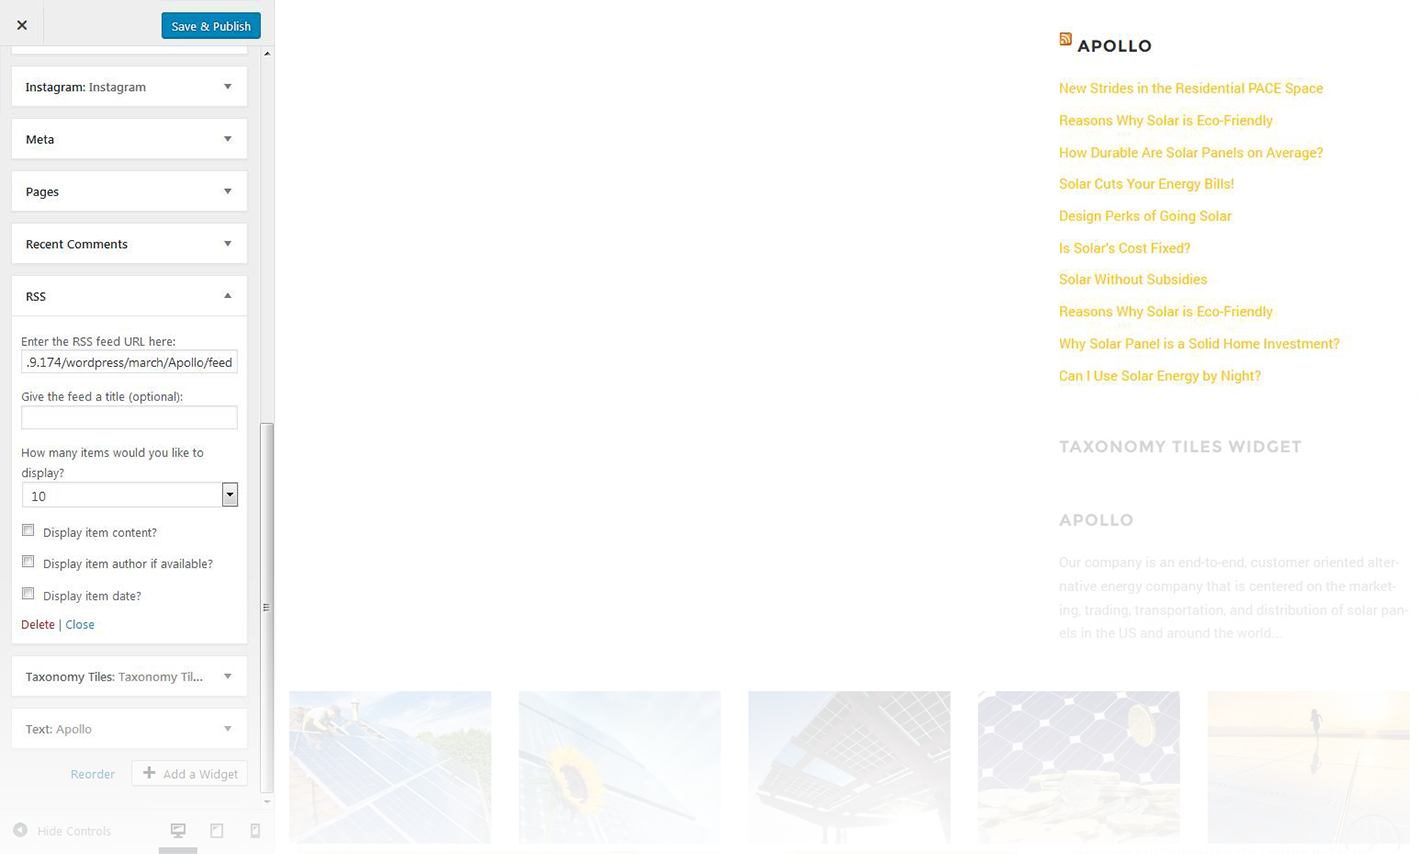 Save & Publish
Instagram: Instagram
Meta
Pages
Recent Comments
RSS
Enter the RSS feed URL here:
.9.174/wordpress/march/Apollo/feed
Give the feed a title (optional):
How many items would you like to
display?
10
Display item content?
Display item author if available?
Display item date?
Delete | Close
Taxonomy Tiles: Taxonomy Til...
Text: Apollo
Reorder
Add a Widget
Hide Controls
APOLLO
New Strides in the Residential PACE Space
Reasons Why Solar is Eco-Friendly
How Durable Are Solar Panels on Average?
Solar Cuts Your Energy Bills!
Design Perks of Going Solar
Is Solar's Cost Fixed?
Solar Without Subsidies
Reasons Why Solar is Eco-Friendly
Why Solar Panel is a Solid Home Investment?
Can I Use Solar Energy by Night?
TAXONOMY TILES WIDGET
APOLLO
Our company is an end-to-end, customer oriented alter-
native energy company that is centered on the market-
ing, trading, transportation, and distribution of solar pan-
els in the US and around the world...